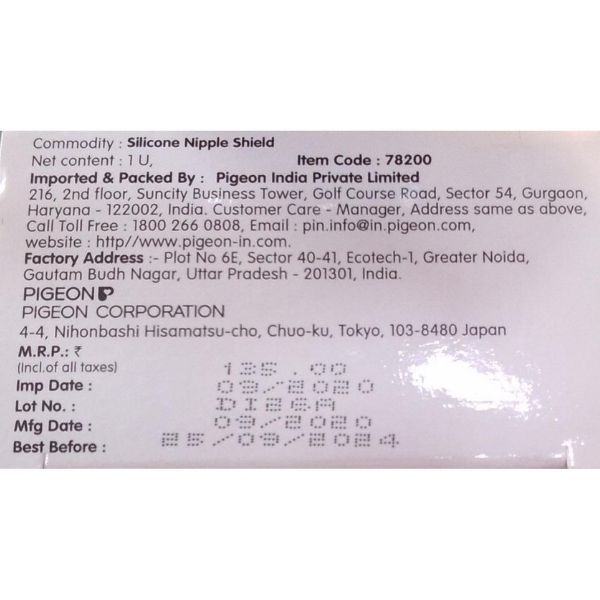 Commodity : Silicone Nipple Shield
Net content : 1 U, Item Code : 78200
Imported & Packed By : Pigeon India Private Limited
216, 2nd floor, Suncity Business Tower, Golf Course Road, Sector 54, Gurgaon,
Haryana - 122002, India. Customer Care - Manager, Address same as above,
Call Toll Free : 1800 266 0808, Email : pin.info@in.pigeon.com,
website : http//www.pigeon-in.com.
Factory Address :- Plot No 6E, Sector 40-41, Ecotech-1, Greater Noida,
Gautam Budh Nagar, Uttar Pradesh - 201301, India.
PIGEON
PIGEON CORPORATION
4-4, Nihonbashi Hisamatsu-cho, Chuo-ku, Tokyo, 103-8480 Japan
M.R.P.: ₹ 135.00
(Incl.of all taxes)
Imp Date : 09/2020
Lot No. : DI2GA
Mfg Date : 09/2020
Best Before : 25/09/2024